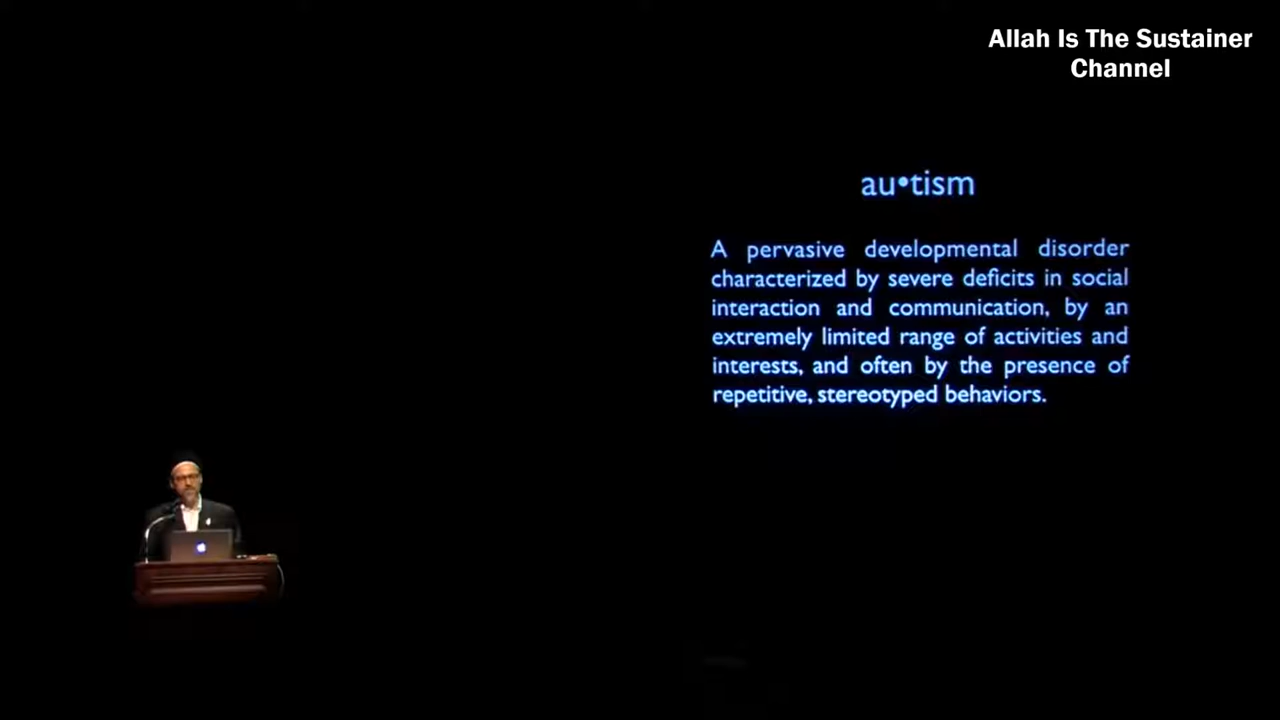 Allah Is The Sustainer
Channel
au•tism
A pervasive developmental disorder
characterized by severe deficits in social
interaction and communication, by an
extremely limited range of activities and
interests, and often by the presence of
repetitive, stereotyped behaviors.